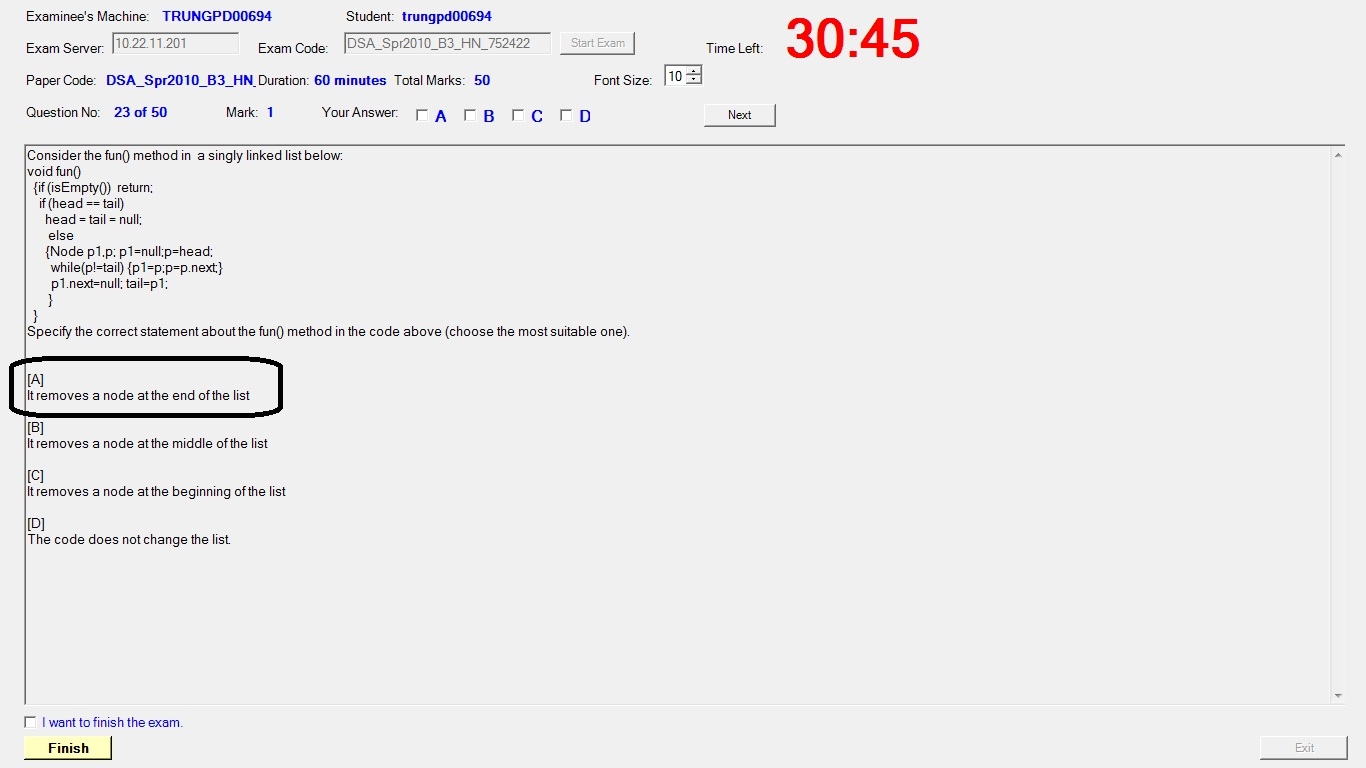 Examinee's Machine: TRUNGPD00694 Student: trungpd00694
Exam Server: 10.22.11.201 Exam Code: DSA_Spr2010_B3_HN_752422 Start Exam Time Left: 30:45
Paper Code: DSA_Spr2010_B3_HN_ Duration: 60 minutes Total Marks: 50 Font Size: 10
Question No: 23 of 50 Mark: 1 Your Answer: A B C D Next
Consider the fun() method in a singly linked list below:
void fun()
{if (isEmpty()) return;
if (head == tail)
head = tail = null;
else
{Node p1,p; p1=null;p=head;
while(p!=tail) {p1=p;p=p.next;}
p1.next=null; tail=p1;
}
}
Specify the correct statement about the fun() method in the code above (choose the most suitable one).
[A]
It removes a node at the end of the list
[B]
It removes a node at the middle of the list
[C]
It removes a node at the beginning of the list
[D]
The code does not change the list.
I want to finish the exam.
Finish Exit